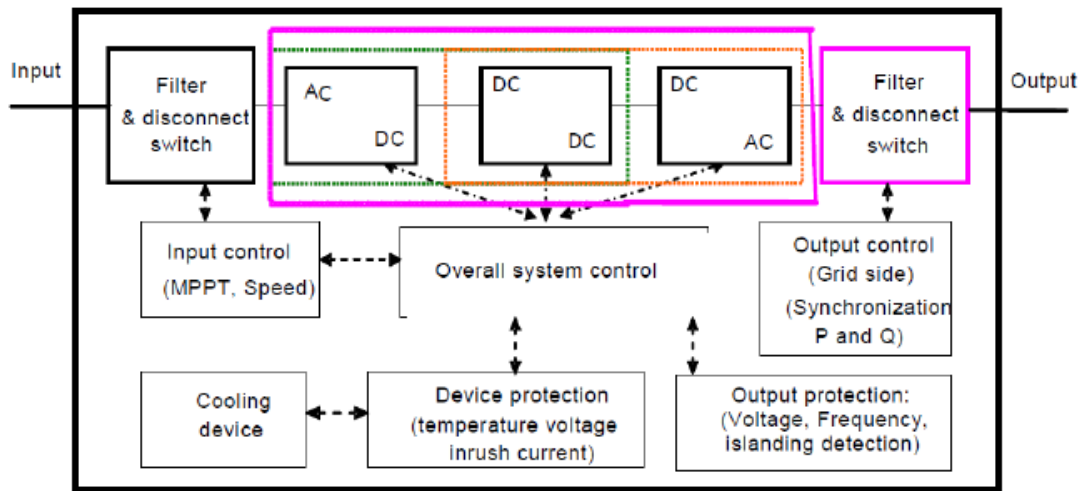 Input
Filter
& disconnect
switch
AC
DC
DC
DC
DC
AC
Filter
& disconnect
switch
Output
Input control
(MPPT, Speed)
Overall system control
Output control
(Grid side)
(Synchronization
P and Q)
Cooling
device
Device protection
(temperature voltage
inrush current)
Output protection:
(Voltage, Frequency,
islanding detection)